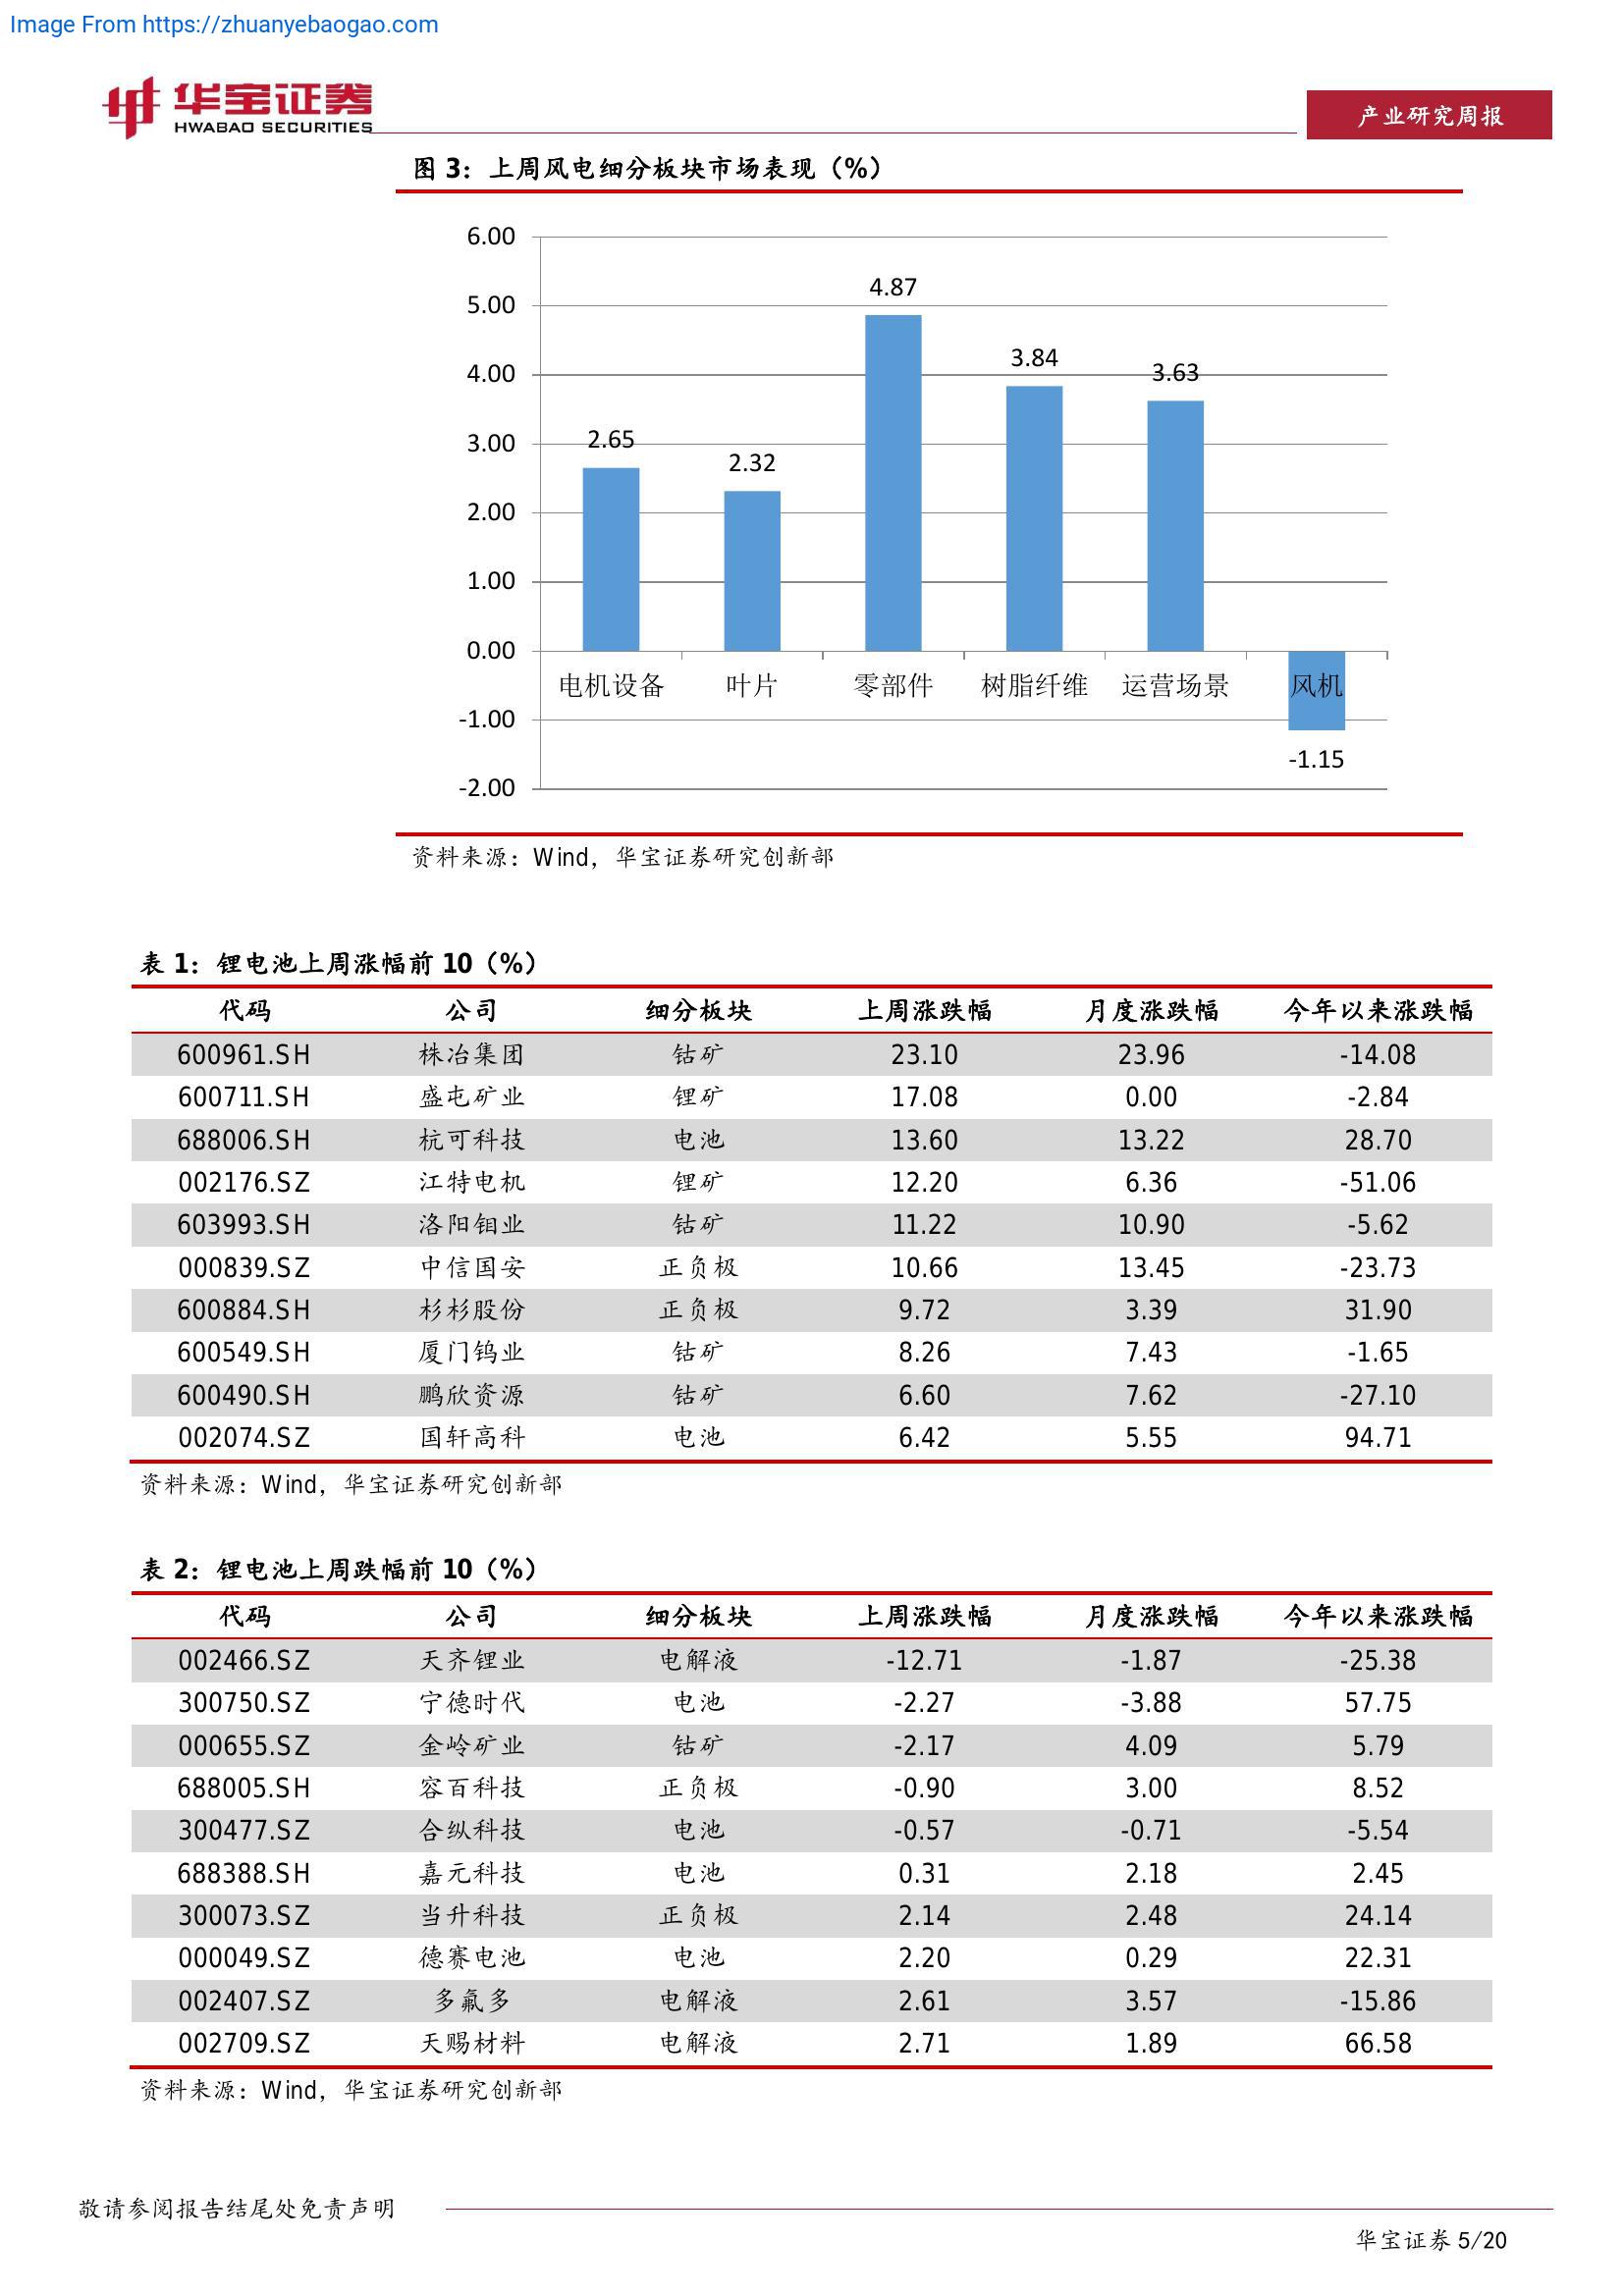 Image From https://zhuanyebaogao.com
华宝证券
HWABAO SECURITIES
产业研究周报
图 3：上周风电细分板块市场表现（%）
6.00
5.00
4.00
3.00
2.00
1.00
0.00
-1.00
-2.00
2.65
2.32
4.87
3.84
3.63
-1.15
电机设备 叶片 零部件 树脂纤维 运营场景 风机
资料来源：Wind，华宝证券研究创新部
表 1：锂电池上周涨幅前 10（%）
代码 公司 细分板块 上周涨跌幅 月度涨跌幅 今年以来涨跌幅
600961.SH 株冶集团 钴矿 23.10 23.96 -14.08
600711.SH 盛屯矿业 锂矿 17.08 0.00 -2.84
688006.SH 杭可科技 电池 13.60 13.22 28.70
002176.SZ 江特电机 锂矿 12.20 6.36 -51.06
603993.SH 洛阳钼业 钴矿 11.22 10.90 -5.62
000839.SZ 中信国安 正负极 10.66 13.45 -23.73
600884.SH 杉杉股份 正负极 9.72 3.39 31.90
600549.SH 厦门钨业 钴矿 8.26 7.43 -1.65
600490.SH 鹏欣资源 钴矿 6.60 7.62 -27.10
002074.SZ 国轩高科 电池 6.42 5.55 94.71
资料来源：Wind，华宝证券研究创新部
表 2：锂电池上周跌幅前 10（%）
代码 公司 细分板块 上周涨跌幅 月度涨跌幅 今年以来涨跌幅
002466.SZ 天齐锂业 电解液 -12.71 -1.87 -25.38
300750.SZ 宁德时代 电池 -2.27 -3.88 57.75
000655.SZ 金岭矿业 钴矿 -2.17 4.09 5.79
688005.SH 容百科技 正负极 -0.90 3.00 8.52
300477.SZ 合纵科技 电池 -0.57 -0.71 -5.54
688388.SH 嘉元科技 电池 0.31 2.18 2.45
300073.SZ 当升科技 正负极 2.14 2.48 24.14
000049.SZ 德赛电池 电池 2.20 0.29 22.31
002407.SZ 多氟多 电解液 2.61 3.57 -15.86
002709.SZ 天赐材料 电解液 2.71 1.89 66.58
资料来源：Wind，华宝证券研究创新部
敬请参阅报告结尾处免责声明
华宝证券 5/20